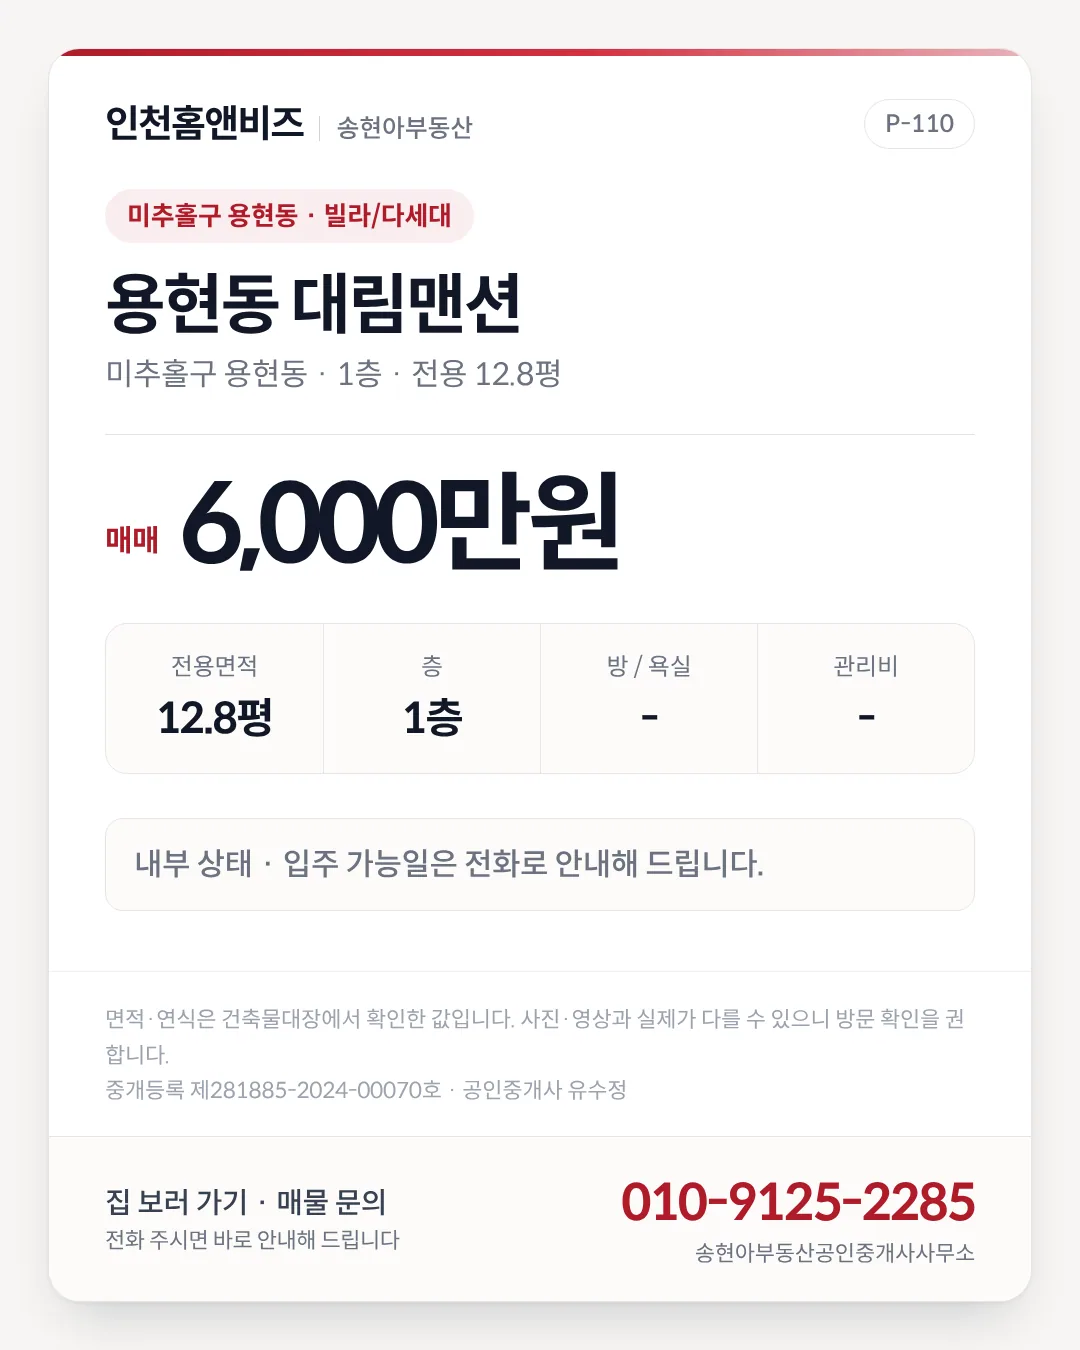 인천홈앤비즈 | 송현아부동산
P-110
미추홀구 용현동 · 빌라/다세대
용현동 대림맨션
미추홀구 용현동 · 1층 · 전용 12.8평
매매 6,000만원
전용면적 층 방 / 욕실 관리비
12.8평 1층 - -
내부 상태 · 입주 가능일은 전화로 안내해 드립니다.
면적·연식은 건축물대장에서 확인한 값입니다. 사진·영상과 실제가 다를 수 있으니 방문 확인을 권
합니다.
중개등록 제281885-2024-00070호 · 공인중개사 유수정
집 보러 가기 · 매물 문의
010-9125-2285
전화 주시면 바로 안내해 드립니다
송현아부동산공인중개사사무소